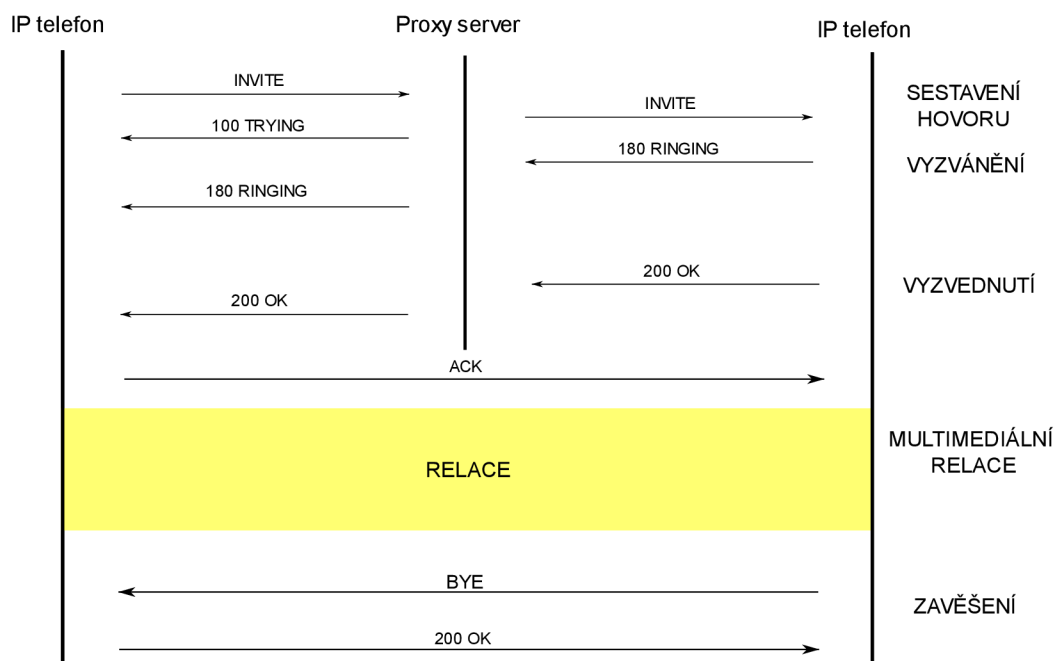 IP telefon
Proxy server
IP telefon
INVITE
INVITE
SESTAVENÍ
HOVORU
100 TRYING
180 RINGING
VYZVÁNĚNÍ
180 RINGING
200 OK
VYZVEDNUTÍ
200 OK
ACK
RELACE
MULTIMEDIÁLNÍ
RELACE
BYE
ZAVĚŠENÍ
200 OK